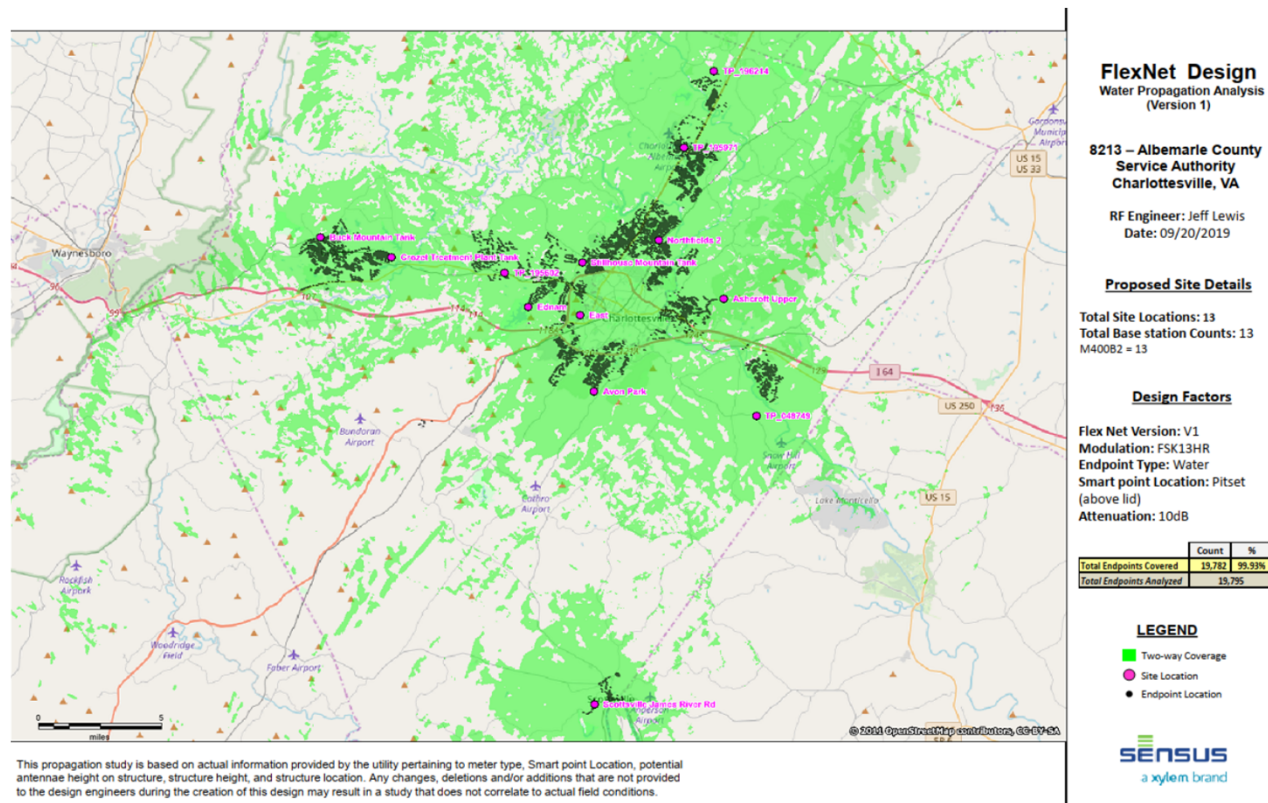 FlexNet Design
Water Propagation Analysis
(Version 1)
8213 – Albemarle County
Service Authority
Charlottesville, VA
RF Engineer: Jeff Lewis
Date: 09/20/2019
Proposed Site Details
Total Site Locations: 13
Total Base station Counts: 13
M400B2 = 13
Design Factors
Flex Net Version: V1
Modulation: FSK13HR
Endpoint Type: Water
Smart point Location: Pitset
(above lid)
Attenuation: 10dB
Count %
Total Endpoints Covered 19,782 99.93%
Total Endpoints Analyzed 19,795
LEGEND
Two-way Coverage
Site Location
Endpoint Location
sensus
a xylem brand
TP_196214
Buck Mountain Tank
Crozet Treetment Plant Tank
Northfields 2
Stillhouse Mountain Tank
Ashcroft Upper
Ednam
East
Charlottesville
Avon Park
TP_048749
Scottsville James River Rd
Waynesboro
US 15
US 33
I 64
US 250
136
US 15
99
107
Bundoran
Airport
Snow Hill
Airport
Lake Monticello
Cothro
Airport
Rockfish
Airpork
Woodridge
Field
Faber Airport
Airport
0 5
miles
© 2011 OpenStreetMap contributors, CC-BY-SA
This propagation study is based on actual information provided by the utility pertaining to meter type, Smart point Location, potential
antennae height on structure, structure height, and structure location. Any changes, deletions and/or additions that are not provided
to the design engineers during the creation of this design may result in a study that does not correlate to actual field conditions.